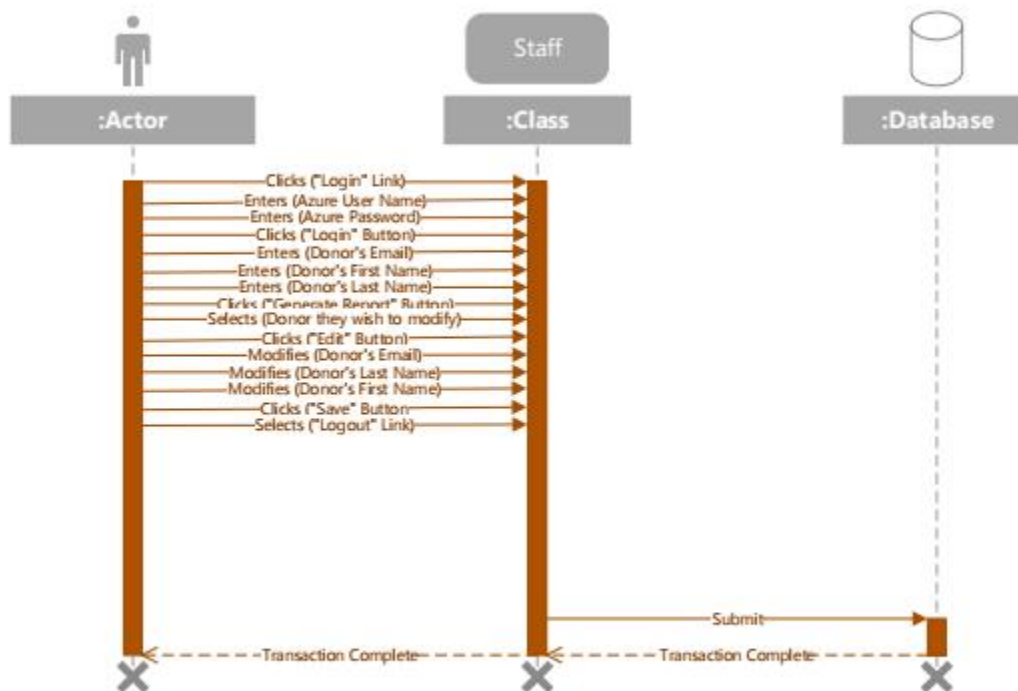 Staff
:Actor
:Class
:Database
Clicks ("Login" Link)
Enters (Azure User Name)
Enters (Azure Password)
Clicks ("Login" Button)
Enters (Donor's Email)
Enters (Donor's First Name)
Enters (Donor's Last Name)
Clicks ("Generate Report" Button)
Selects (Donor they wish to modify)
Clicks ("Edit" Button)
Modifies (Donor's Email)
Modifies (Donor's Last Name)
Modifies (Donor's First Name)
Clicks ("Save" Button
Selects ("Logout" Link)
Submit
Transaction Complete
Transaction Complete